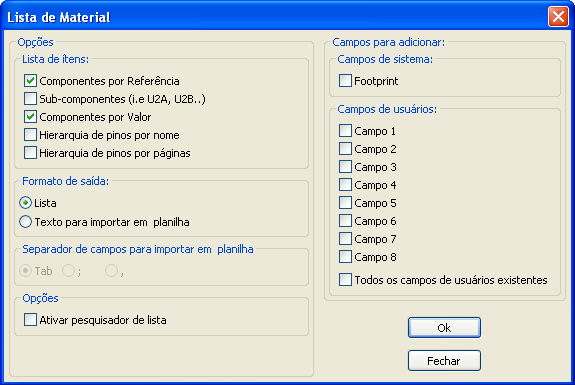 Lista de Material
Opções
Lista de ítens:
Componentes por Referência
Sub-componentes (i.e U2A, U2B..)
Componentes por Valor
Hierarquia de pinos por nome
Hierarquia de pinos por páginas
Formato de saída:
Lista
Texto para importar em planilha
Separador de campos para importar em planilha
Tab ; ,
Opções
Ativar pesquisador de lista
Campos para adicionar:
Campos de sistema:
Footprint
Campos de usuários:
Campo 1
Campo 2
Campo 3
Campo 4
Campo 5
Campo 6
Campo 7
Campo 8
Todos os campos de usuários existentes
Ok
Fechar